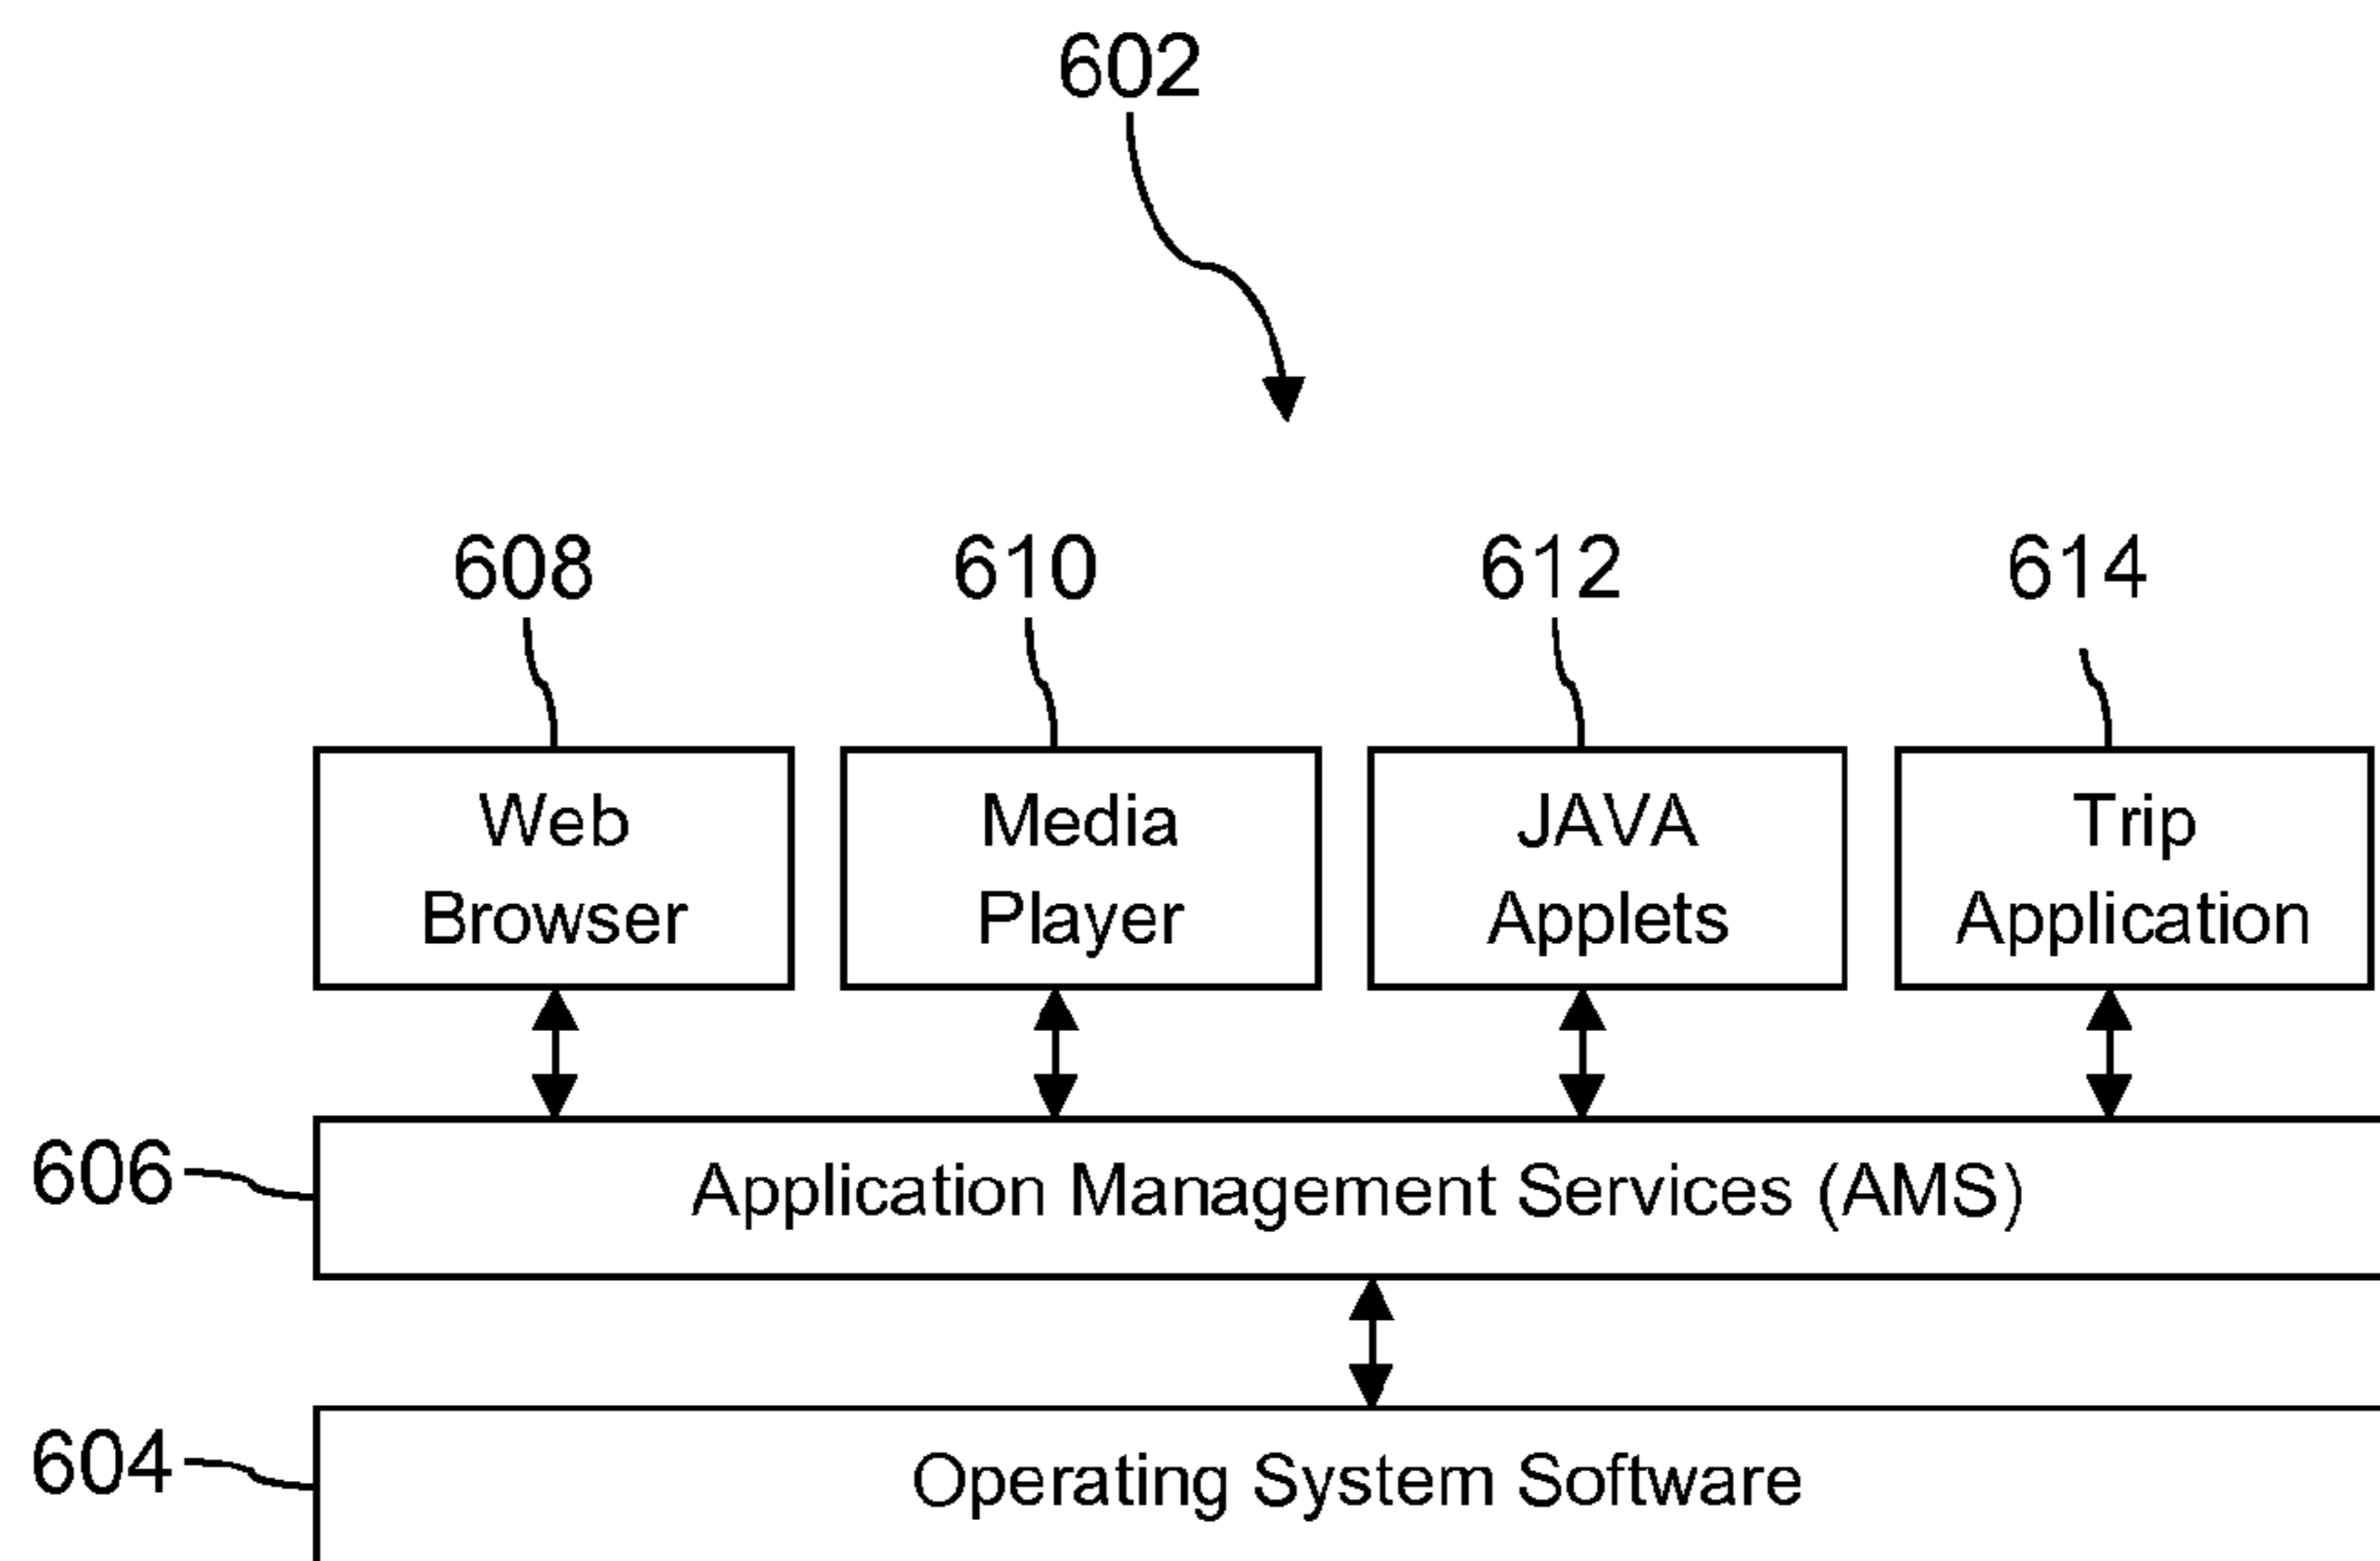 602
608
610
612
614
Web
Browser
Media
Player
JAVA
Applets
Trip
Application
606
Application Management Services (AMS)
604
Operating System Software